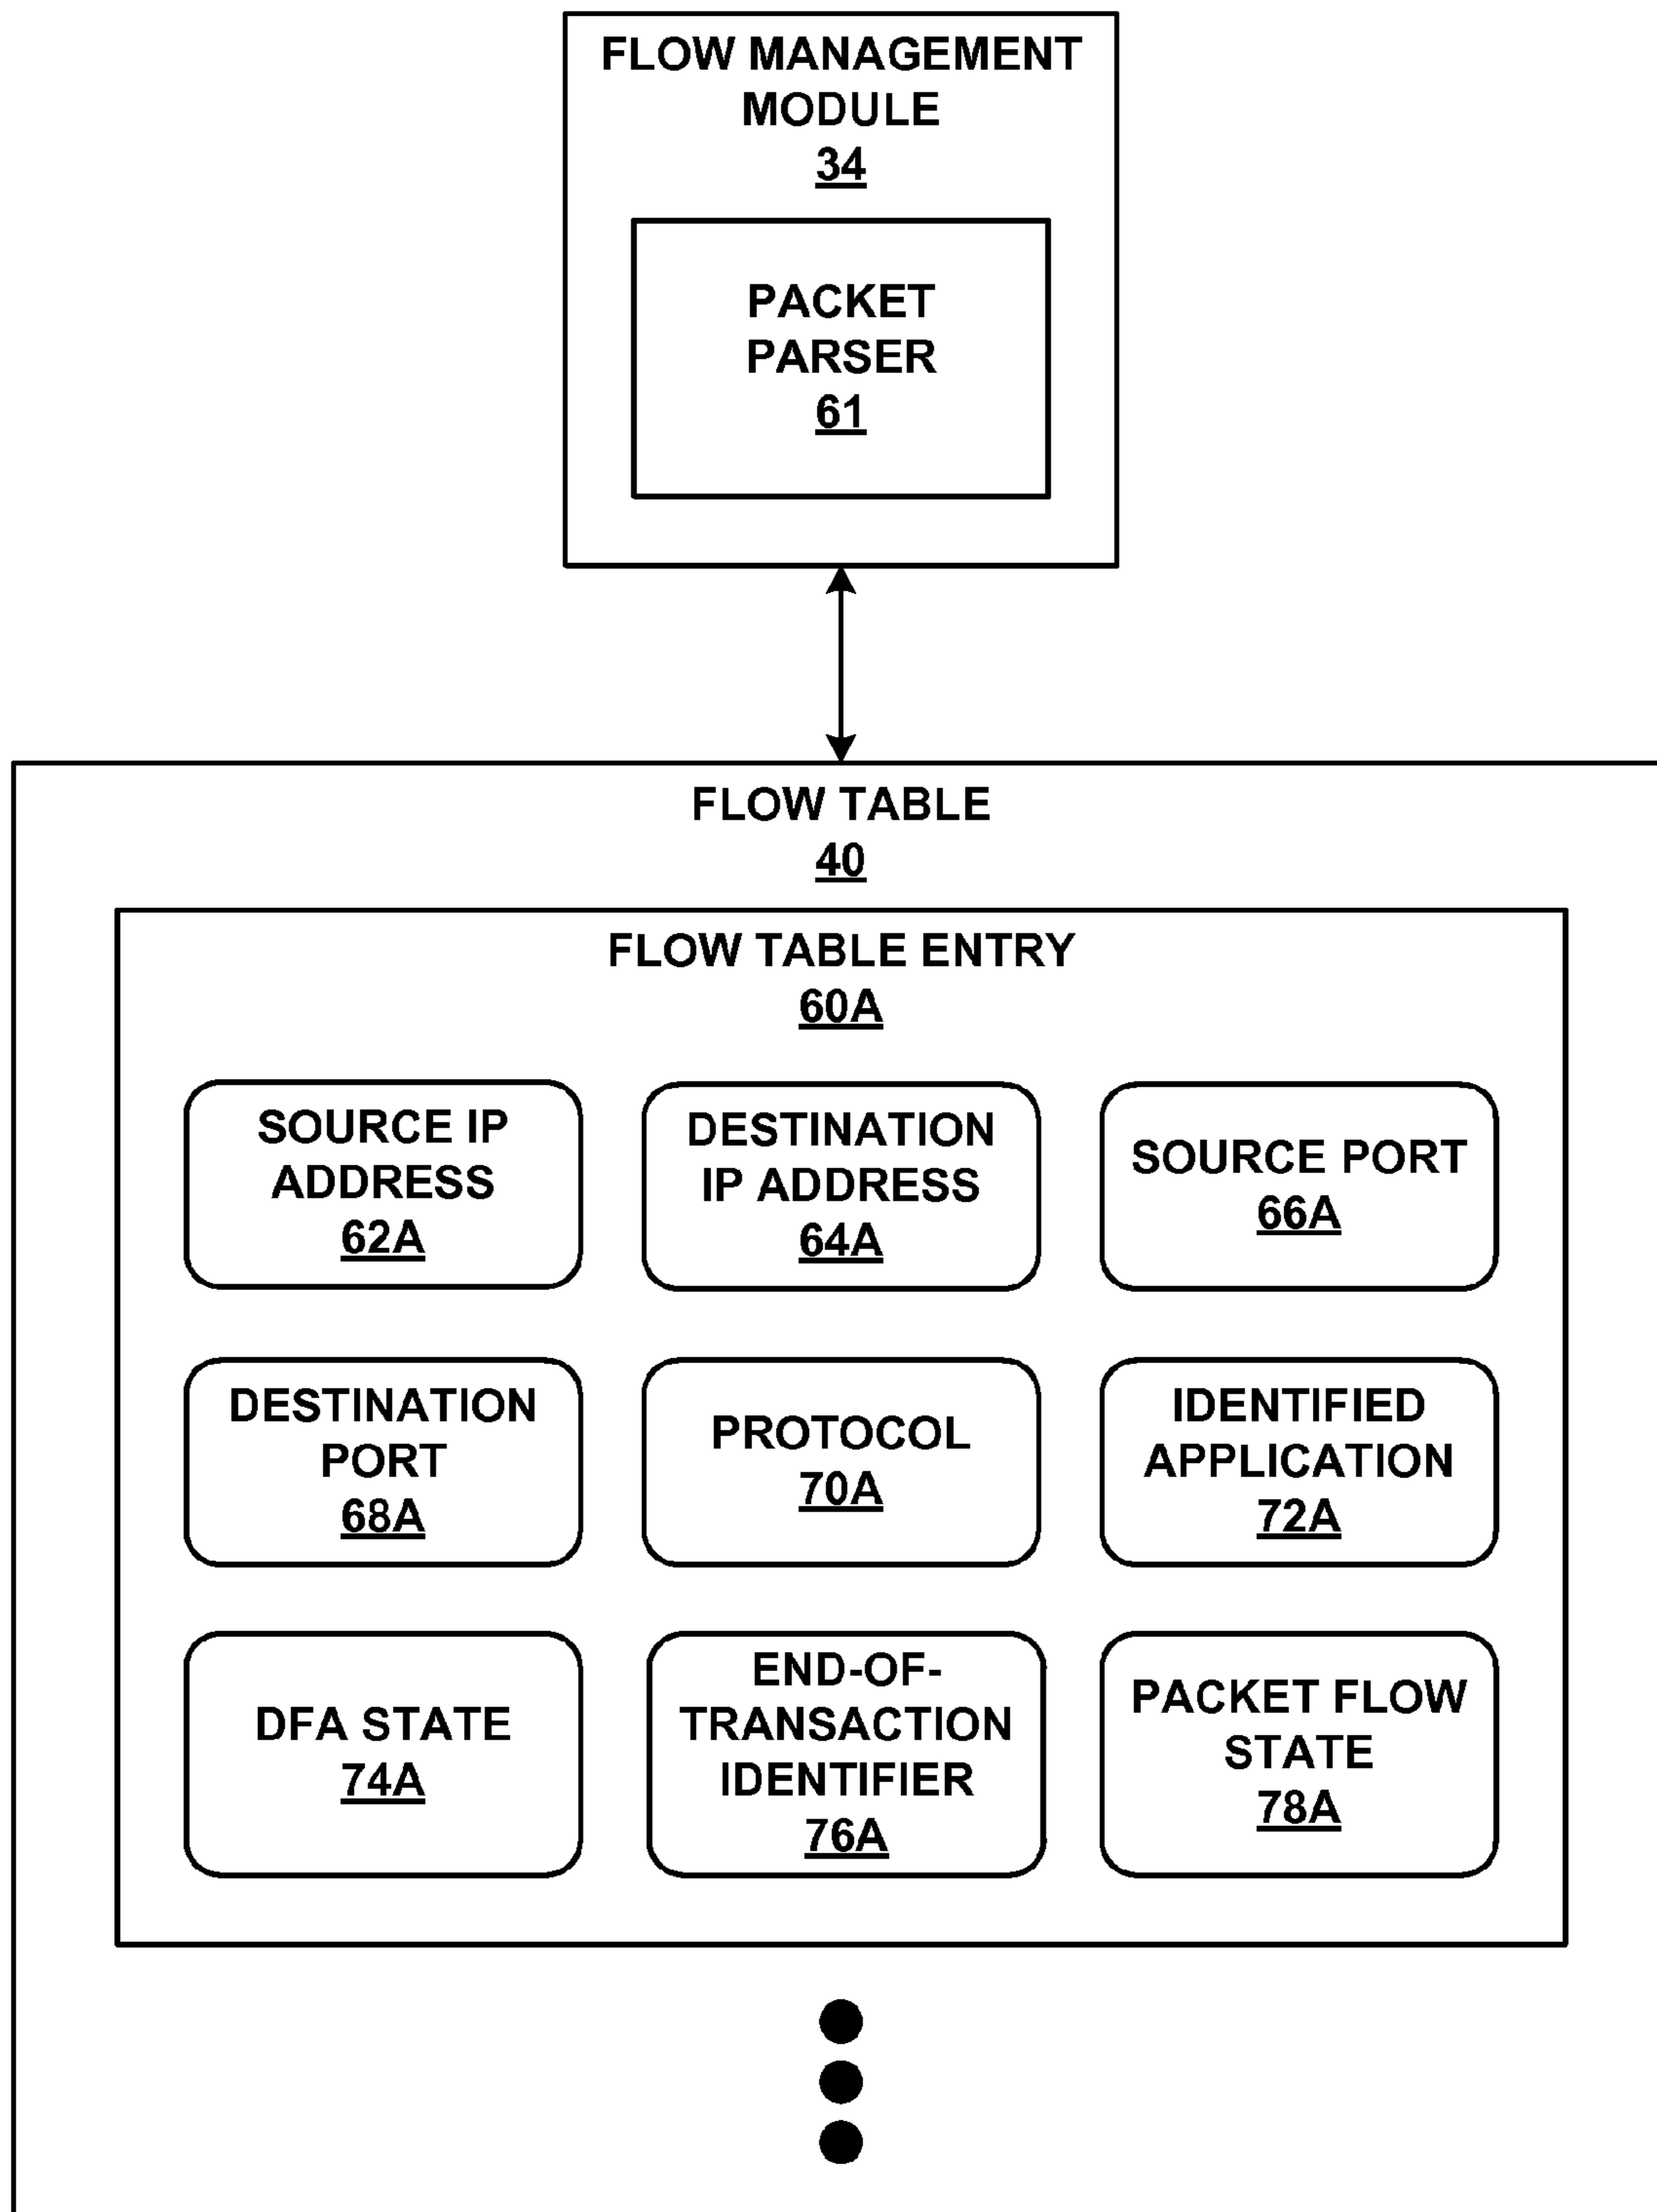 FLOW MANAGEMENT
MODULE
34
PACKET
PARSER
61
FLOW TABLE
40
FLOW TABLE ENTRY
60A
SOURCE IP
ADDRESS
62A
DESTINATION
IP ADDRESS
64A
SOURCE PORT
66A
DESTINATION
PORT
68A
PROTOCOL
70A
IDENTIFIED
APPLICATION
72A
DFA STATE
74A
END-OF-
TRANSACTION
IDENTIFIER
76A
PACKET FLOW
STATE
78A